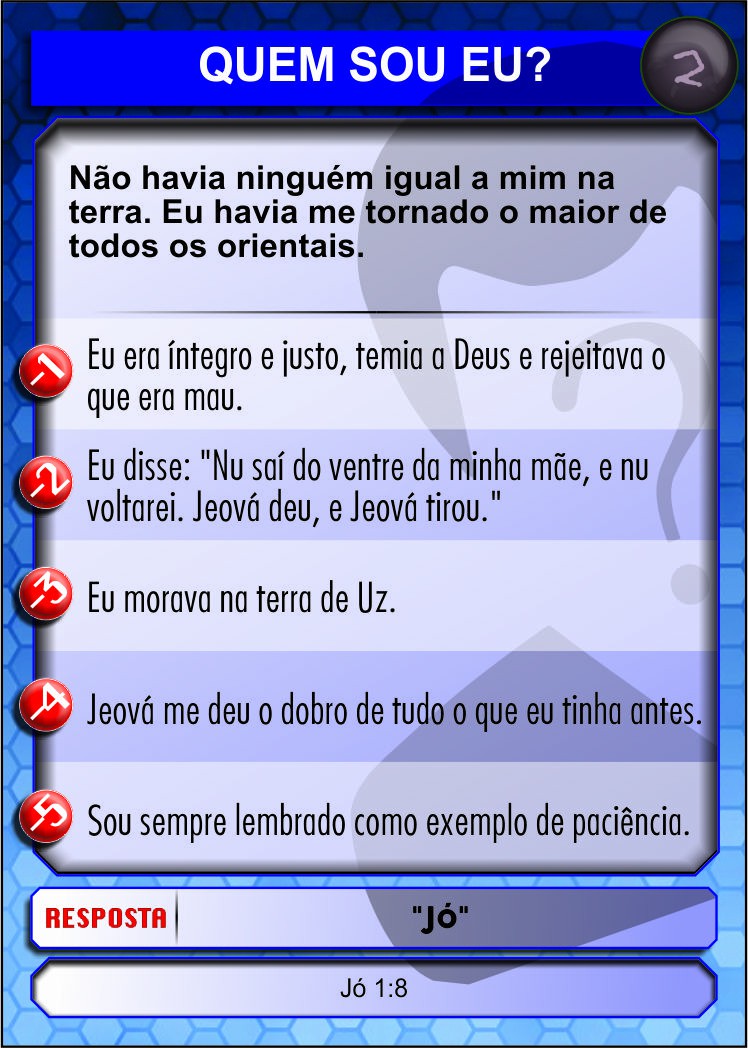 QUEM SOU EU?
2
Não havia ninguém igual a mim na
terra. Eu havia me tornado o maior de
todos os orientais.
1
Eu era íntegro e justo, temia a Deus e rejeitava o
que era mau.
2
Eu disse: "Nu saí do ventre da minha mãe, e nu
voltarei. Jeová deu, e Jeová tirou."
3
Eu morava na terra de Uz.
4
Jeová me deu o dobro de tudo o que eu tinha antes.
5
Sou sempre lembrado como exemplo de paciência.
RESPOSTA
"Jó"
Jó 1:8